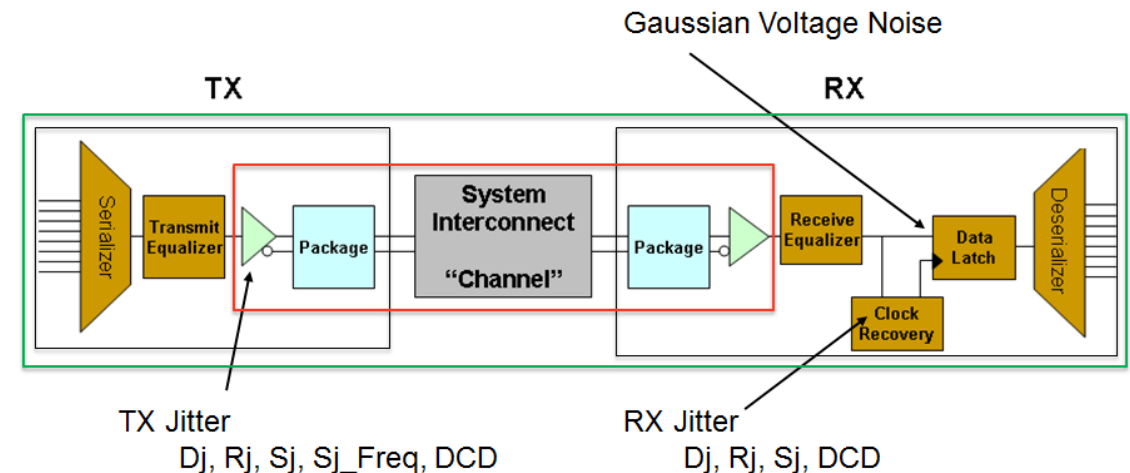 Gaussian Voltage Noise
TX
RX
Serializer
Transmit
Equalizer
Package
System
Interconnect
“Channel”
Package
Receive
Equalizer
Data
Latch
Deserializer
Clock
Recovery
TX Jitter
Dj, Rj, Sj, Sj_Freq, DCD
RX Jitter
Dj, Rj, Sj, DCD